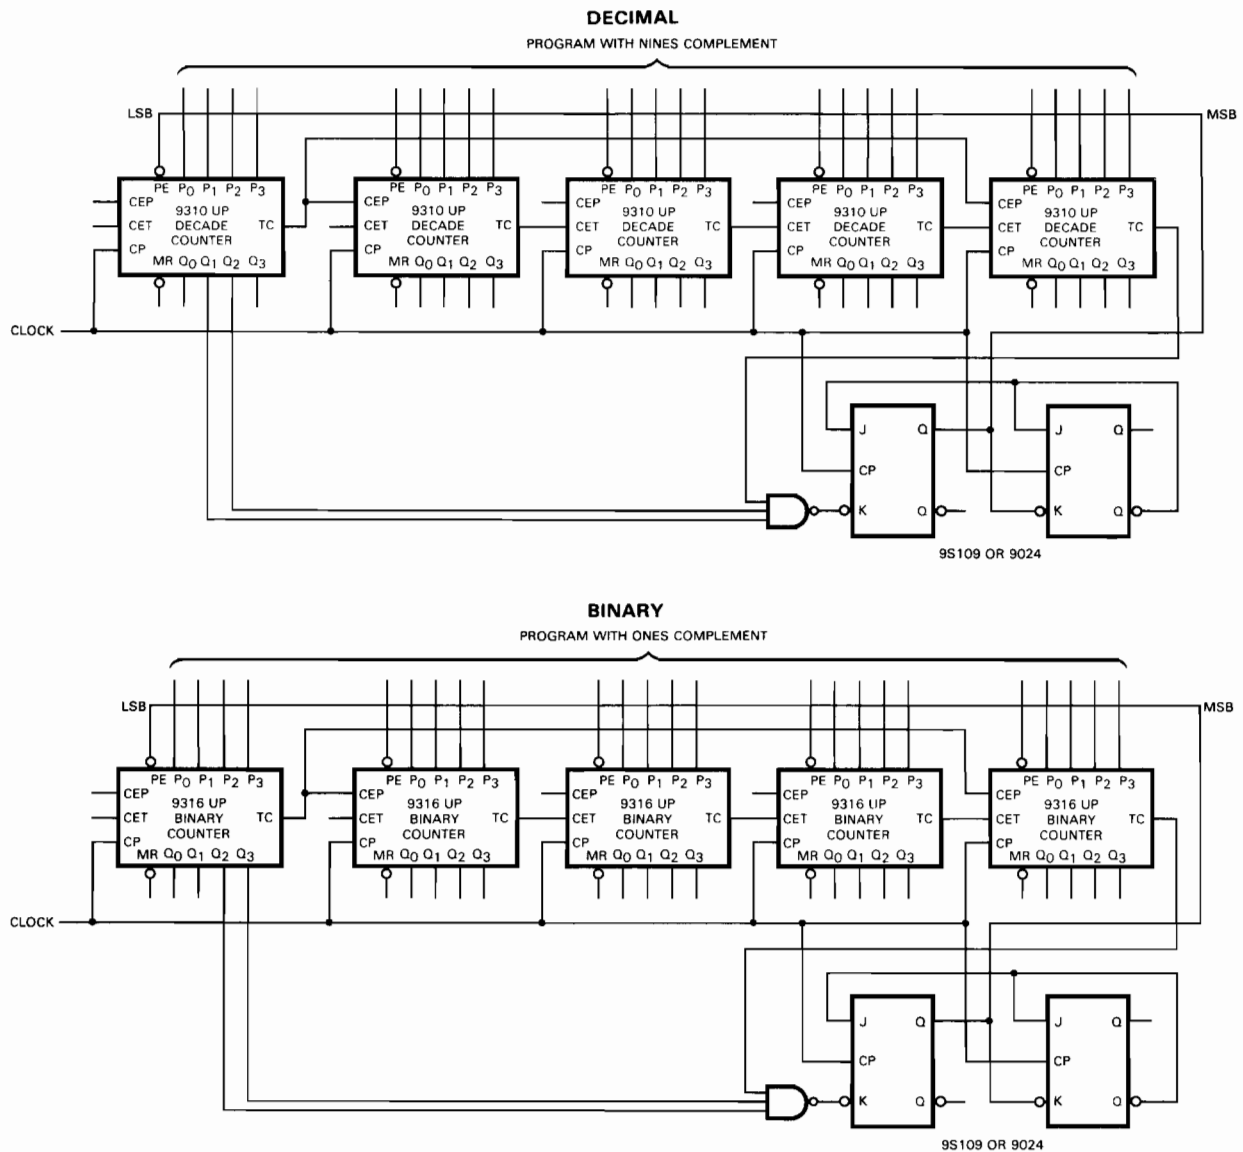 DECIMAL
PROGRAM WITH NINES COMPLEMENT
LSB MSB
PE P0 P1 P2 P3 PE P0 P1 P2 P3 PE P0 P1 P2 P3 PE P0 P1 P2 P3 PE P0 P1 P2 P3
CEP CEP CEP CEP CEP
9310 UP 9310 UP 9310 UP 9310 UP 9310 UP
CET DECADE TC CET DECADE TC CET DECADE TC CET DECADE TC CET DECADE TC
COUNTER COUNTER COUNTER COUNTER COUNTER
CP CP CP CP CP
MR Q0 Q1 Q2 Q3 MR Q0 Q1 Q2 Q3 MR Q0 Q1 Q2 Q3 MR Q0 Q1 Q2 Q3 MR Q0 Q1 Q2 Q3
CLOCK
J Q J Q
CP CP
K Q K Q
9S109 OR 9024
BINARY
PROGRAM WITH ONES COMPLEMENT
LSB MSB
PE P0 P1 P2 P3 PE P0 P1 P2 P3 PE P0 P1 P2 P3 PE P0 P1 P2 P3 PE P0 P1 P2 P3
CEP CEP CEP CEP CEP
9316 UP 9316 UP 9316 UP 9316 UP 9316 UP
CET BINARY TC CET BINARY TC CET BINARY TC CET BINARY TC CET BINARY TC
COUNTER COUNTER COUNTER COUNTER COUNTER
CP CP CP CP CP
MR Q0 Q1 Q2 Q3 MR Q0 Q1 Q2 Q3 MR Q0 Q1 Q2 Q3 MR Q0 Q1 Q2 Q3 MR Q0 Q1 Q2 Q3
CLOCK
J Q J Q
CP CP
K Q K Q
9S109 OR 9024